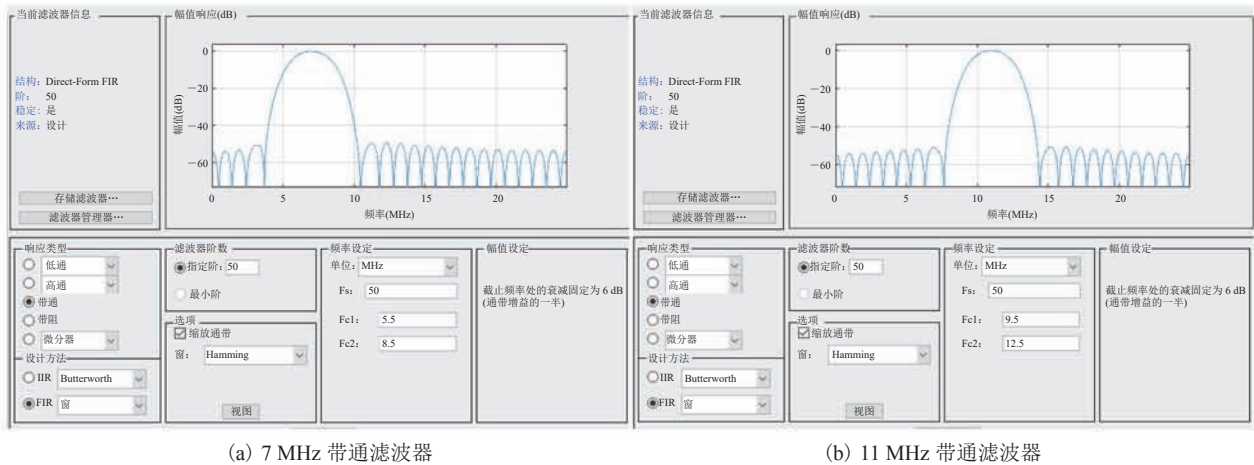 当前滤波器信息
结构：Direct-Form FIR
阶： 50
稳定：是
来源：设计
存储滤波器…
滤波器管理器…
幅值响应(dB)
幅值(dB)
0
−20
−40
−60
0 5 10 15 20
频率(MHz)
响应类型
低通
高通
带通
带阻
微分器
设计方法
IIR Butterworth
FIR 窗
滤波器阶数
指定阶：50
最小阶
选项
缩放通带
窗： Hamming
视图
频率设定
单位：MHz
Fs： 50
Fc1： 5.5
Fc2： 8.5
幅值设定
截止频率处的衰减固定为 6 dB
(通带增益的一半)
(a) 7 MHz 带通滤波器
当前滤波器信息
结构：Direct-Form FIR
阶： 50
稳定：是
来源：设计
存储滤波器…
滤波器管理器…
幅值响应(dB)
幅值(dB)
0
−20
−40
−60
0 5 10 15 20
频率(MHz)
响应类型
低通
高通
带通
带阻
微分器
设计方法
IIR Butterworth
FIR 窗
滤波器阶数
指定阶：50
最小阶
选项
缩放通带
窗： Hamming
视图
频率设定
单位：MHz
Fs： 50
Fc1： 9.5
Fc2： 12.5
幅值设定
截止频率处的衰减固定为 6 dB
(通带增益的一半)
(b) 11 MHz 带通滤波器